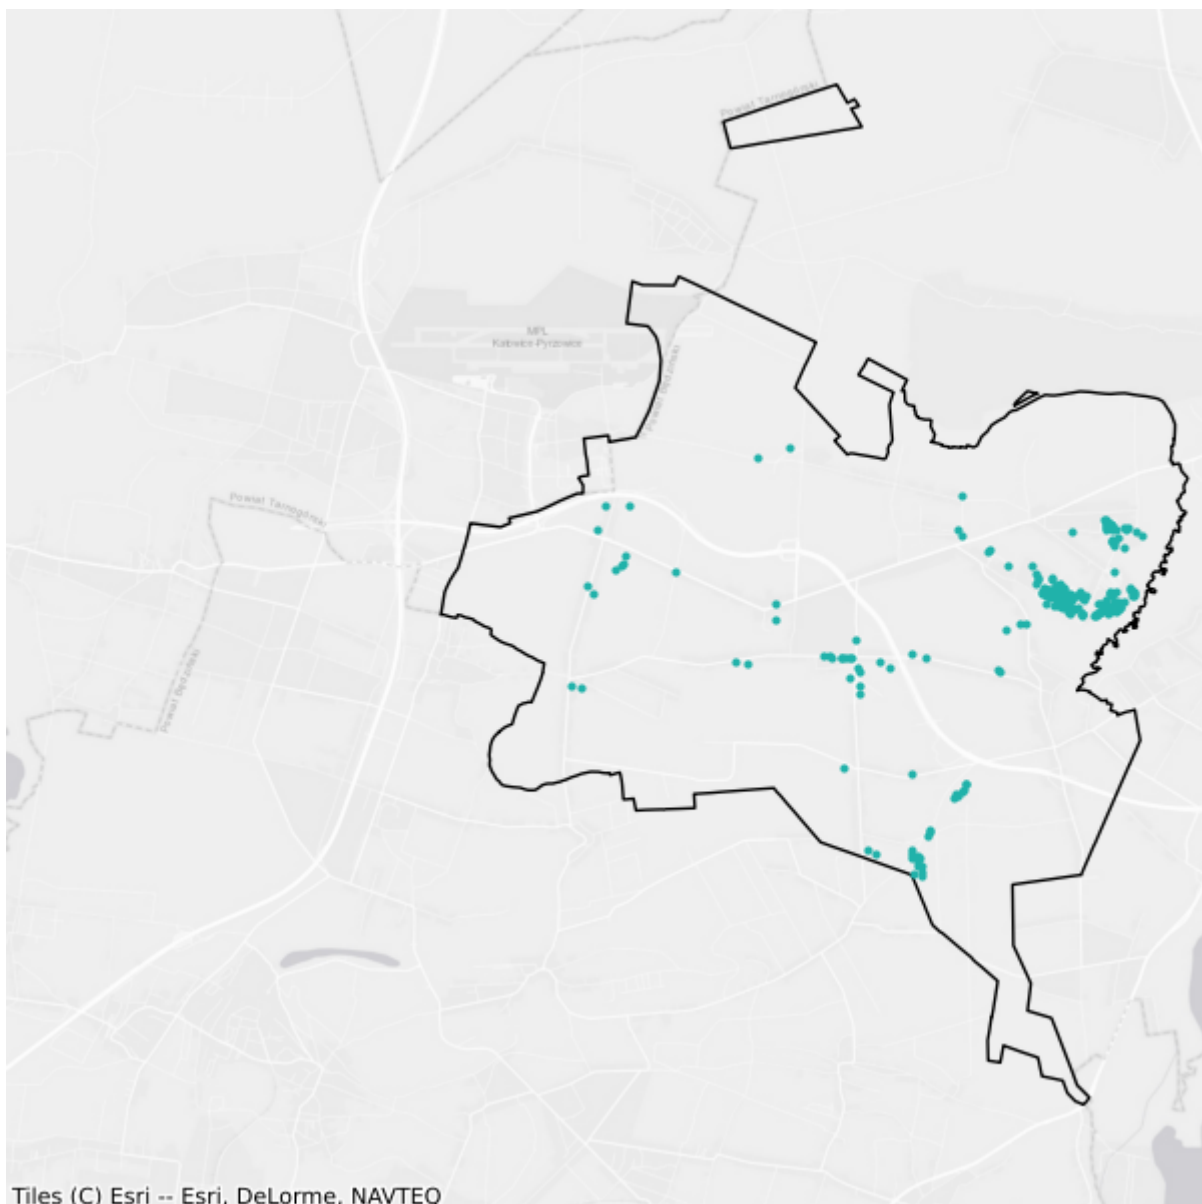 Powiat Tarnogórski
MPL
Katowice-Pyrzowice
Powiat Będziński
Powiat Tarnogórski
Powiat Będziński
Tiles (C) Esri -- Esri, DeLorme, NAVTEQ